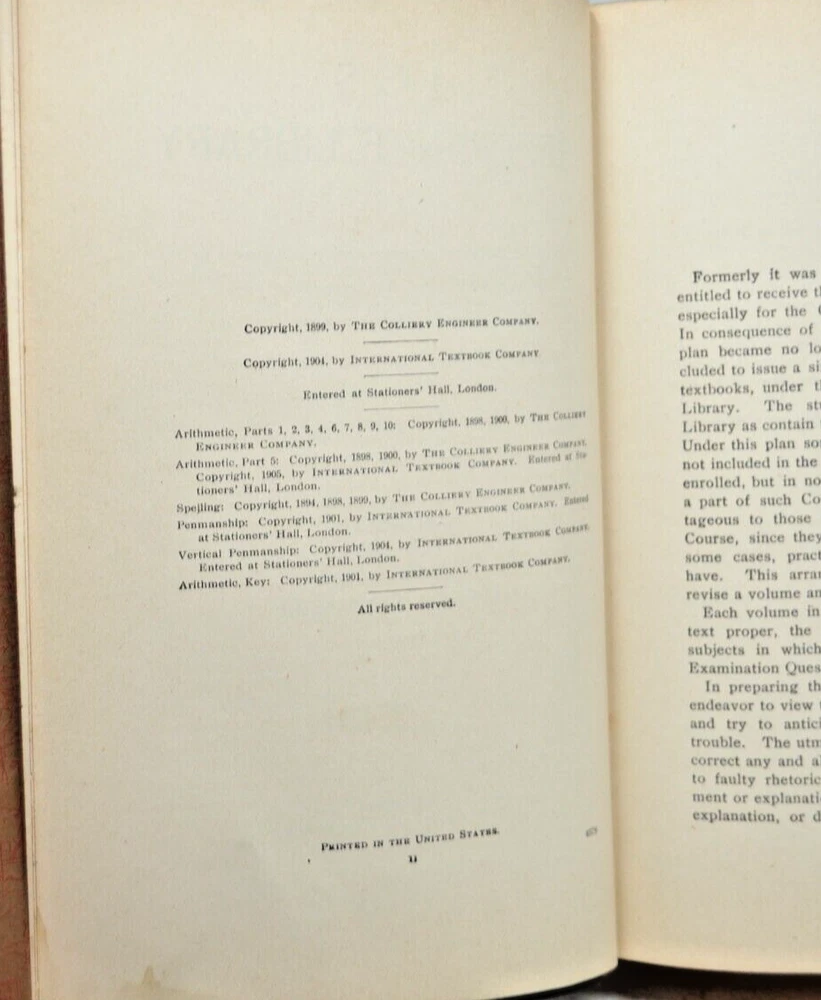 Copyright, 1899, by THE COLLIERY ENGINEER COMPANY.
Copyright, 1904, by INTERNATIONAL TEXTBOOK COMPANY
Entered at Stationers' Hall, London.
Arithmetic, Parts 1, 2, 3, 4, 6, 7, 8, 9, 10: Copyright, 1898, 1900, by THE COLLIERY
ENGINEER COMPANY.
Arithmetic, Part 5: Copyright, 1898, 1900, by THE COLLIERY ENGINEER COMPANY.
Copyright, 1905, by INTERNATIONAL TEXTBOOK COMPANY. Entered at Sta-
tioners' Hall, London.
Spelling: Copyright, 1894, 1898, 1899, by THE COLLIERY ENGINEER COMPANY.
Penmanship: Copyright, 1901, by INTERNATIONAL TEXTBOOK COMPANY. Entered
at Stationers' Hall, London.
Vertical Penmanship: Copyright, 1904, by INTERNATIONAL TEXTBOOK COMPANY.
Entered at Stationers' Hall, London.
Arithmetic, Key: Copyright, 1901, by INTERNATIONAL TEXTBOOK COMPANY.
All rights reserved.
PRINTED IN THE UNITED STATES.
11
Formerly it was
entitled to receive
especially for the
In consequence of
plan became no
cluded to issue a
textbooks, under
Library. The
Library as contain
Under this plan
not included in the
enrolled, but in
a part of such
tageous to those
Course, since they
some cases,
have. This
revise a volume
Each volume in
text proper, the
subjects in which
Examination
In preparing
endeavor to view
and try to
trouble. The
correct any and
to faulty
ment or
explanation, or